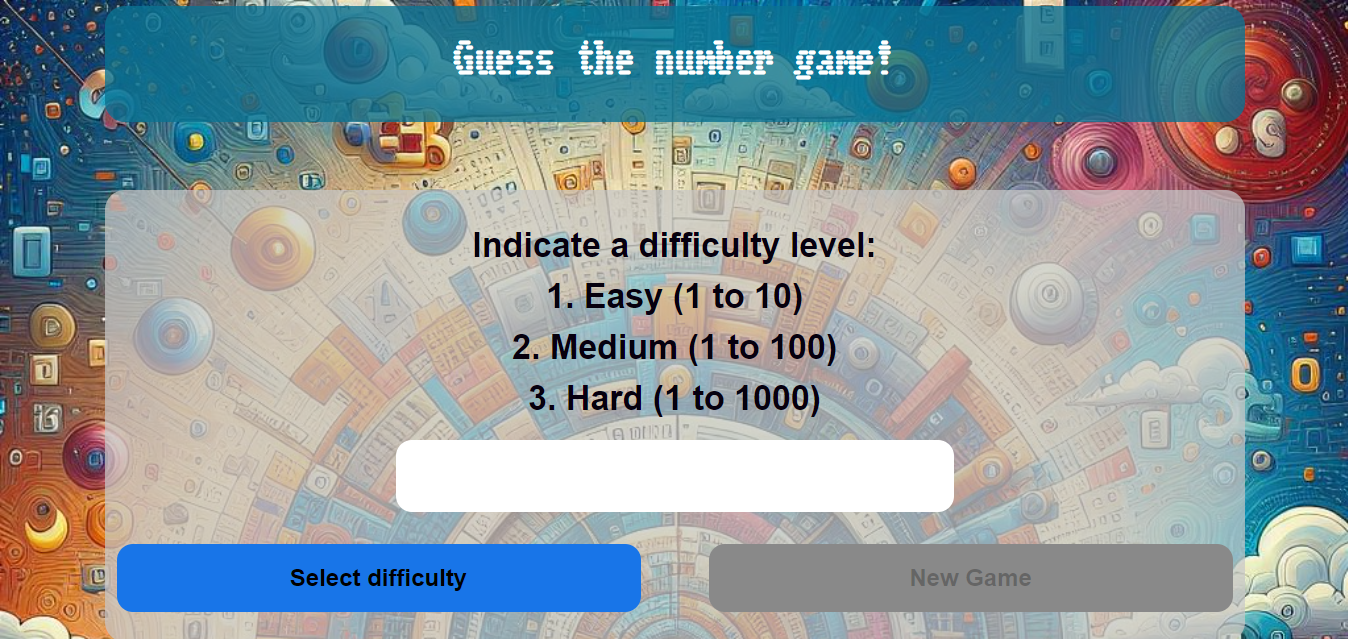 Guess the number game!
Indicate a difficulty level:
1. Easy (1 to 10)
2. Medium (1 to 100)
3. Hard (1 to 1000)
Select difficulty
New Game